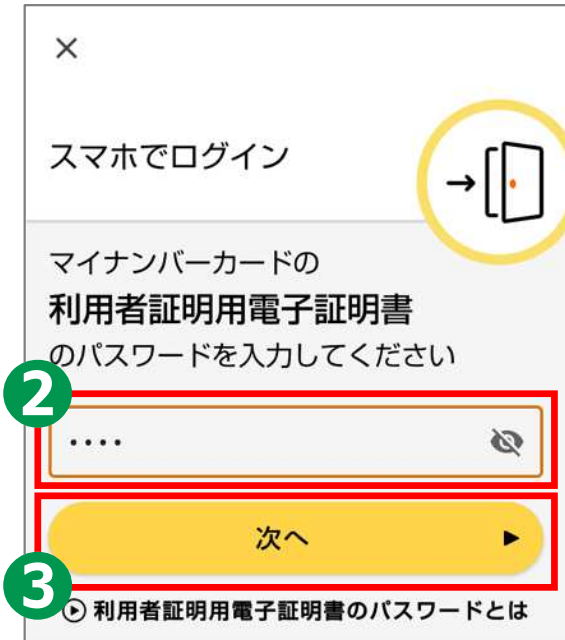 ×
スマホでログイン
マイナンバーカードの
利用者証明用電子証明書
のパスワードを入力してください
2
····
3
次へ
利用者証明用電子証明書のパスワードとは